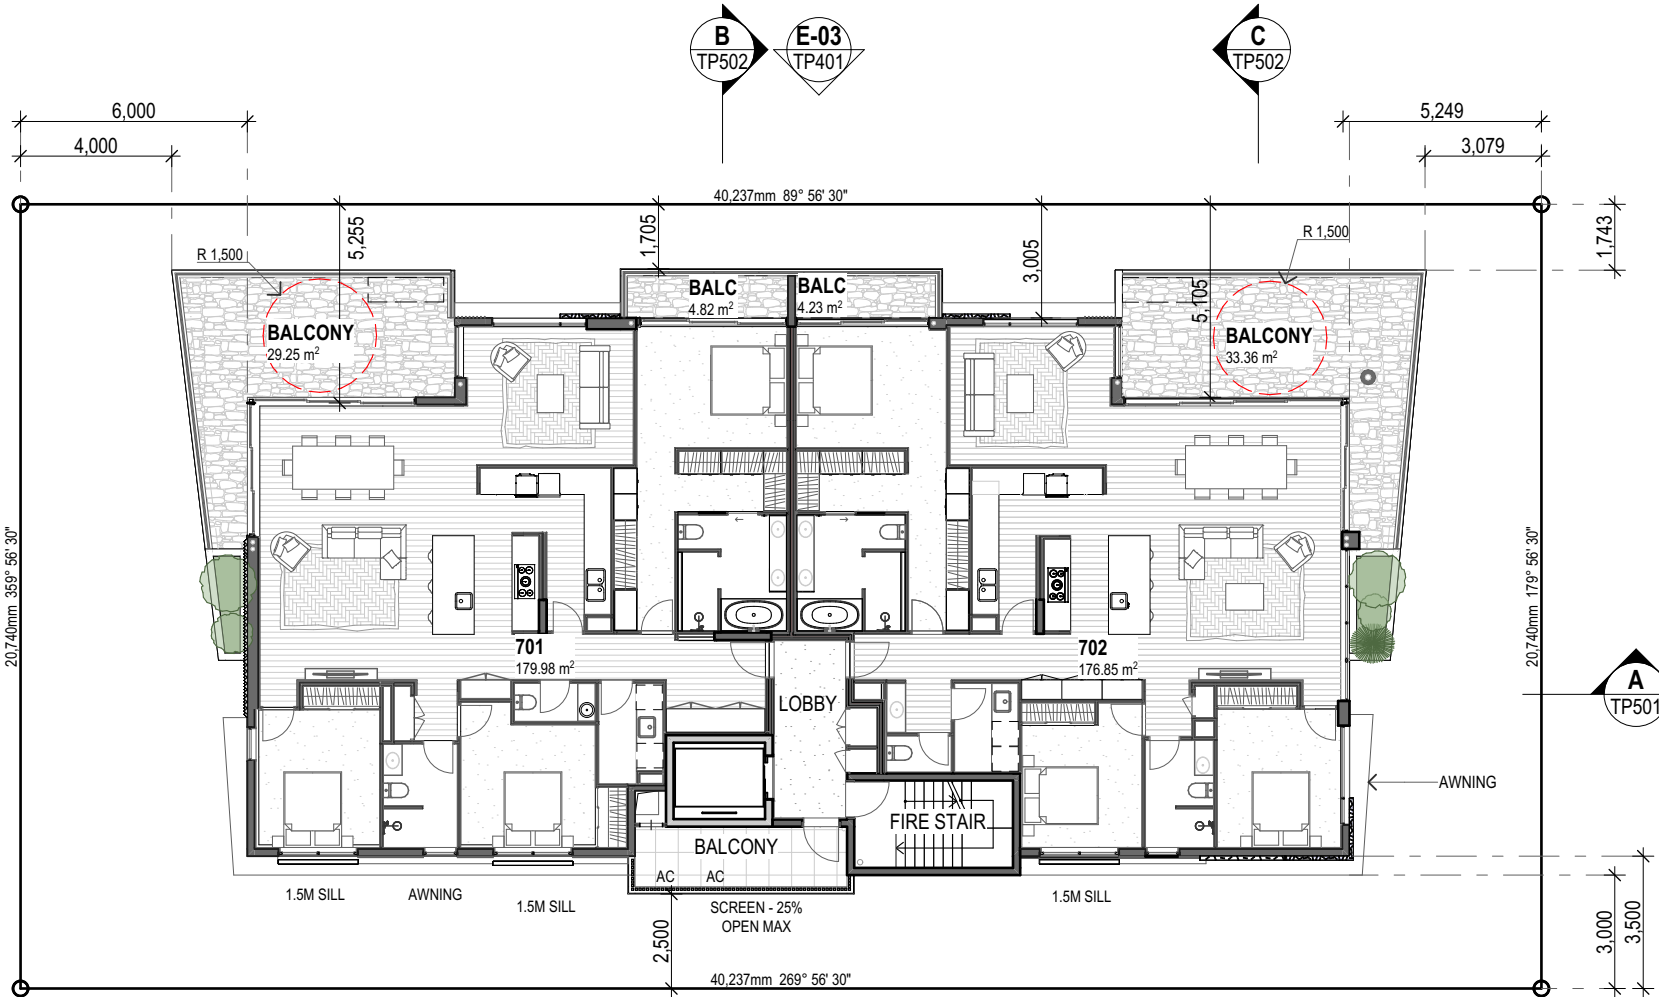 B
TP502
E-03
TP401
C
TP502
6,000
4,000
5,249
3,079
40,237mm 89° 56' 30"
5,255
1,705
3,005
5,105
1,743
R 1,500
R 1,500
BALCONY
29.25 m²
BALC
4.82 m²
BALC
4.23 m²
BALCONY
33.36 m²
20,740mm 359° 56' 30"
20,740mm 179° 56' 30"
701
179.98 m²
702
176.85 m²
LOBBY
A
TP501
AWNING
FIRE STAIR
BALCONY
AC AC
1.5M SILL
AWNING
1.5M SILL
SCREEN - 25%
OPEN MAX
1.5M SILL
2,500
3,000
3,500
40,237mm 269° 56' 30"